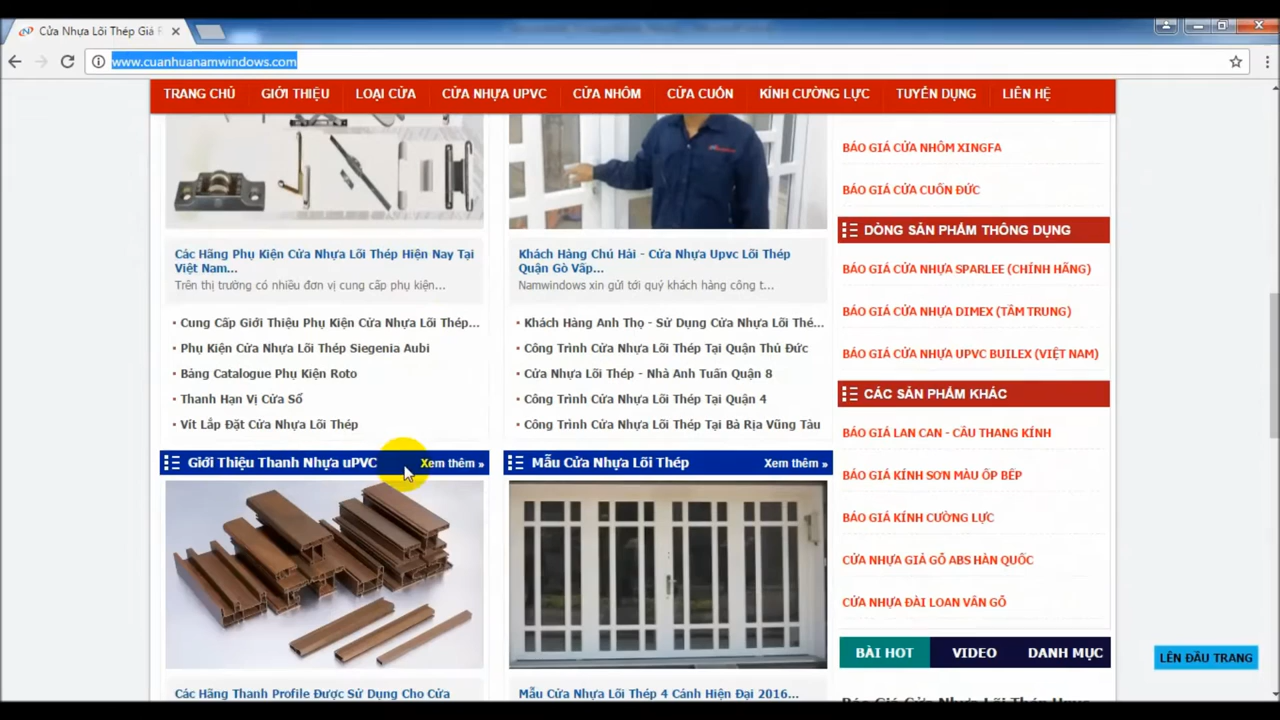 Cửa Nhựa Lõi Thép Giá R
www.cuanhuanamwindows.com
TRANG CHỦ
GIỚI THIỆU
LOẠI CỬA
CỬA NHỰA UPVC
CỬA NHÔM
CỬA CUỐN
KÍNH CƯỜNG LỰC
TUYỂN DỤNG
LIÊN HỆ
Các Hãng Phụ Kiện Cửa Nhựa Lõi Thép Hiện Nay Tại
Việt Nam...
Trên thị trường có nhiều đơn vị cung cấp phụ kiện...
Cung Cấp Giới Thiệu Phụ Kiện Cửa Nhựa Lõi Thép...
Phụ Kiện Cửa Nhựa Lõi Thép Siegenia Aubi
Bảng Catalogue Phụ Kiện Roto
Thanh Hạn Vị Cửa Sổ
Vít Lắp Đặt Cửa Nhựa Lõi Thép
Khách Hàng Chú Hải - Cửa Nhựa Upvc Lõi Thép
Quận Gò Vấp...
Namwindows xin gửi tới quý khách hàng công t...
Khách Hàng Anh Thọ - Sử Dụng Cửa Nhựa Lõi Thé...
Công Trình Cửa Nhựa Lõi Thép Tại Quận Thủ Đức
Cửa Nhựa Lõi Thép - Nhà Anh Tuấn Quận 8
Công Trình Cửa Nhựa Lõi Thép Tại Quận 4
Công Trình Cửa Nhựa Lõi Thép Tại Bà Rịa Vũng Tàu
Giới Thiệu Thanh Nhựa uPVC
Xem thêm »
Mẫu Cửa Nhựa Lõi Thép
Xem thêm »
Các Hãng Thanh Profile Được Sử Dụng Cho Cửa
Mẫu Cửa Nhựa Lõi Thép 4 Cánh Hiện Đại 2016...
BÁO GIÁ CỬA NHÔM XINGFA
BÁO GIÁ CỬA CUỐN ĐỨC
DÒNG SẢN PHẨM THÔNG DỤNG
BÁO GIÁ CỬA NHỰA SPARLEE (CHÍNH HÃNG)
BÁO GIÁ CỬA NHỰA DIMEX (TẦM TRUNG)
BÁO GIÁ CỬA NHỰA UPVC BUILEX (VIỆT NAM)
CÁC SẢN PHẨM KHÁC
BÁO GIÁ LAN CAN - CẦU THANG KÍNH
BÁO GIÁ KÍNH SƠN MÀU ỐP BẾP
BÁO GIÁ KÍNH CƯỜNG LỰC
CỬA NHỰA GIẢ GỖ ABS HÀN QUỐC
CỬA NHỰA ĐÀI LOAN VÂN GỖ
BÀI HOT
VIDEO
DANH MỤC
LÊN ĐẦU TRANG